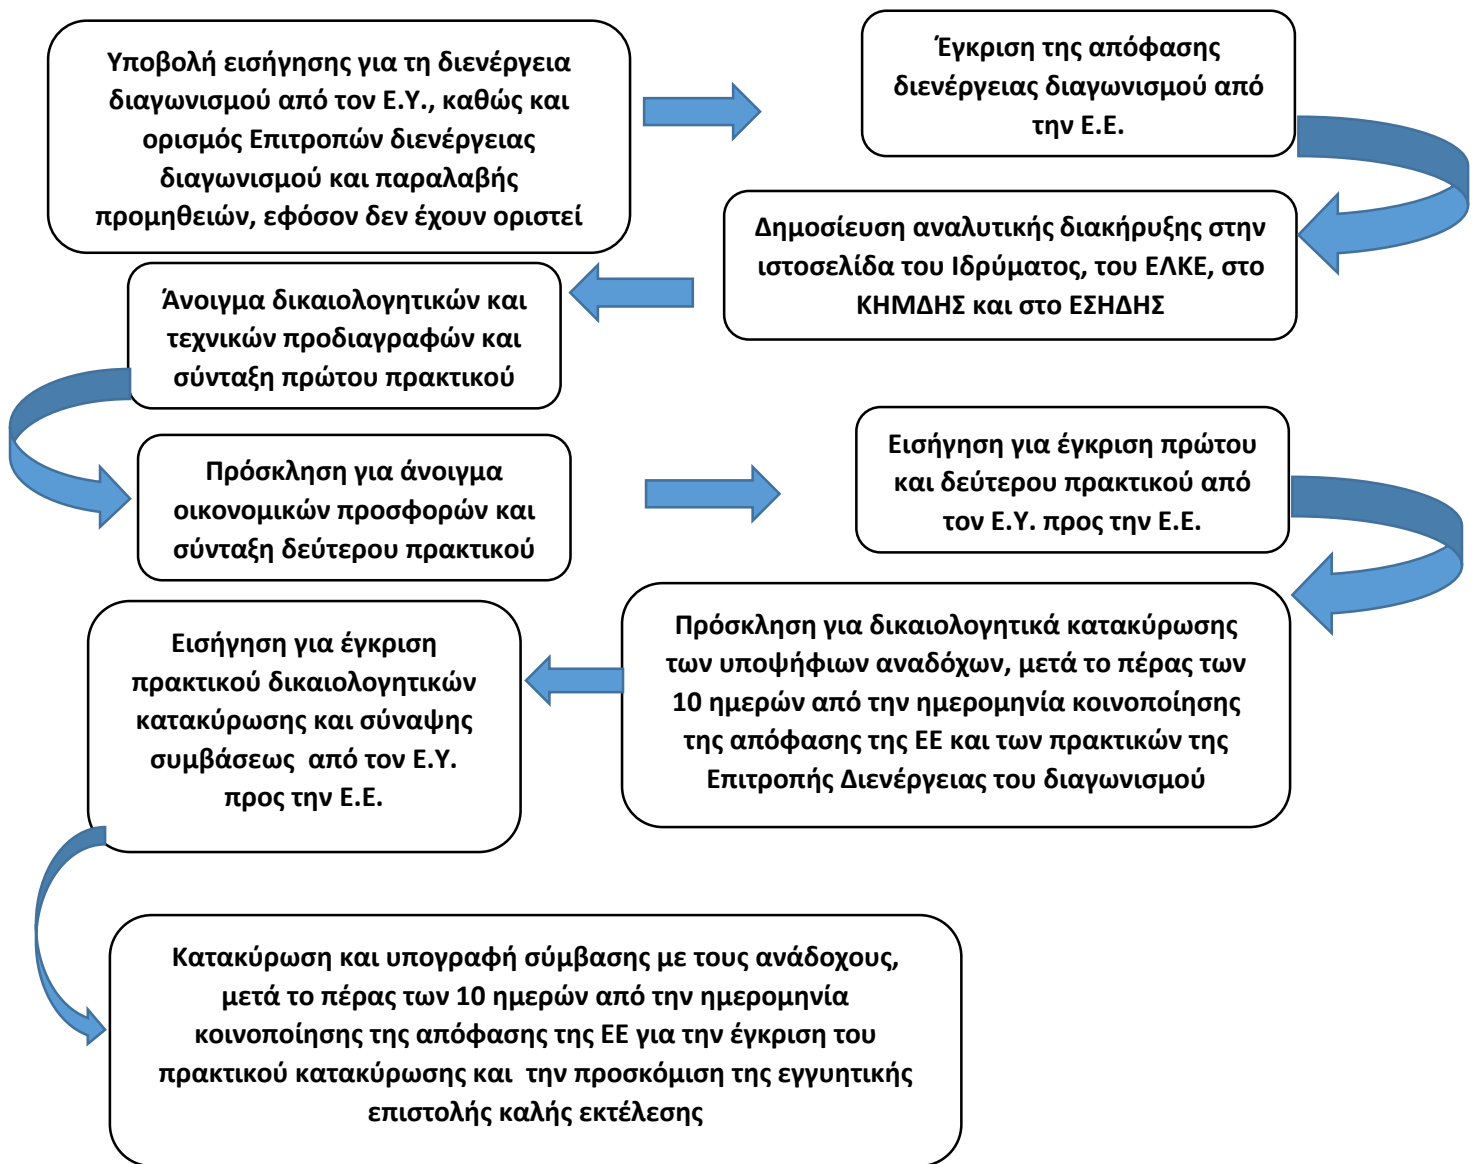 Υποβολή εισήγησης για τη διενέργεια
διαγωνισμού από τον Ε.Υ., καθώς και
ορισμός Επιτροπών διενέργειας
διαγωνισμού και παραλαβής
προμηθειών, εφόσον δεν έχουν οριστεί
Έγκριση της απόφασης
διενέργειας διαγωνισμού από
την Ε.Ε.
Δημοσίευση αναλυτικής διακήρυξης στην
ιστοσελίδα του Ιδρύματος, του ΕΛΚΕ, στο
ΚΗΜΔΗΣ και στο ΕΣΗΔΗΣ
Άνοιγμα δικαιολογητικών και
τεχνικών προδιαγραφών και
σύνταξη πρώτου πρακτικού
Πρόσκληση για άνοιγμα
οικονομικών προσφορών και
σύνταξη δεύτερου πρακτικού
Εισήγηση για έγκριση πρώτου
και δεύτερου πρακτικού από
τον Ε.Υ. προς την Ε.Ε.
Πρόσκληση για δικαιολογητικά κατακύρωσης
των υποψήφιων αναδόχων, μετά το πέρας των
10 ημερών από την ημερομηνία κοινοποίησης
της απόφασης της ΕΕ και των πρακτικών της
Επιτροπής Διενέργειας του διαγωνισμού
Εισήγηση για έγκριση
πρακτικού δικαιολογητικών
κατακύρωσης και σύναψης
συμβάσεως  από τον Ε.Υ.
προς την Ε.Ε.
Κατακύρωση και υπογραφή σύμβασης με τους ανάδοχους,
μετά το πέρας των 10 ημερών από την ημερομηνία
κοινοποίησης της απόφασης της ΕΕ για την έγκριση του
πρακτικού κατακύρωσης και  την προσκόμιση της εγγυητικής
επιστολής καλής εκτέλεσης